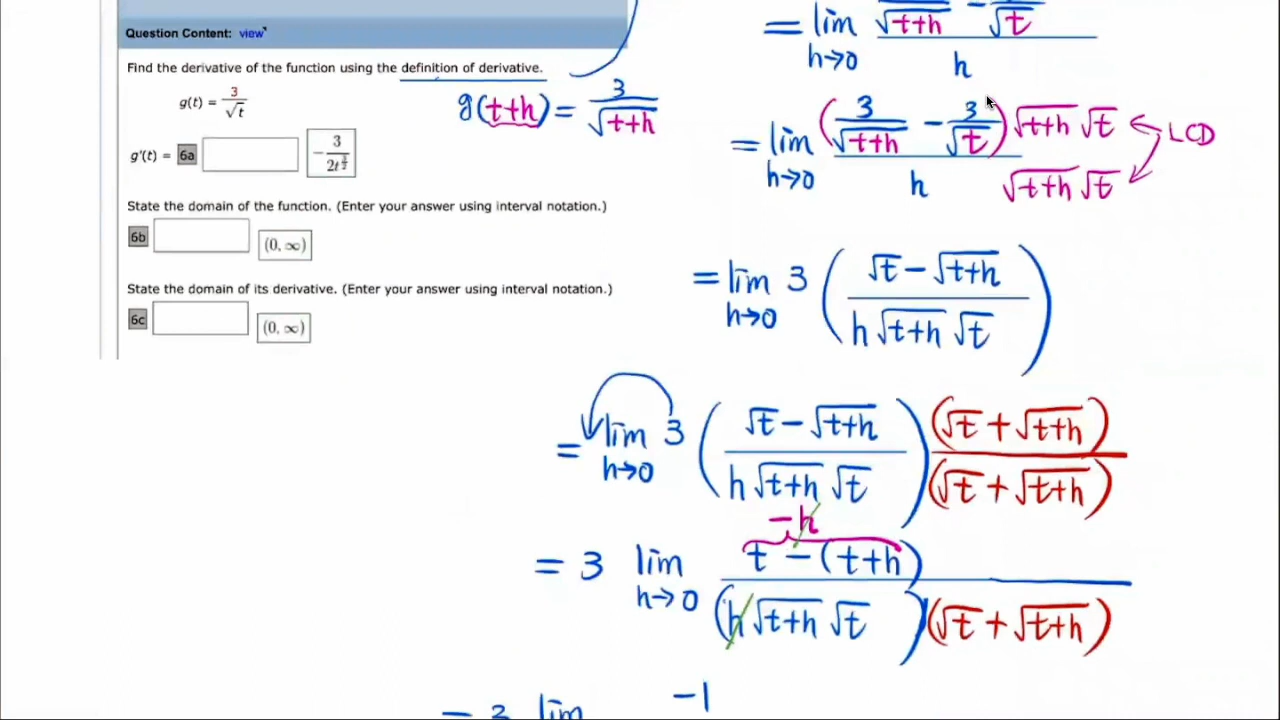 Question Content: view
Find the derivative of the function using the definition of derivative.
g(t) = 3/√t
g'(t) = 6a -3/(2t^(3/2))
State the domain of the function. (Enter your answer using interval notation.)
6b (0, ∞)
State the domain of its derivative. (Enter your answer using interval notation.)
6c (0, ∞)
g(t+h) = 3/√(t+h)
= lim h→0 (√(t+h) - √t)/h
= lim h→0 (3/√(t+h) - 3/√t)/h √(t+h) √t / √(t+h) √t LCD
= lim h→0 3 ((√t - √(t+h))/(h √(t+h) √t))
= lim h→0 3 ((√t - √(t+h))/(h √(t+h) √t)) (√t + √(t+h))/(√t + √(t+h))
-h
= 3 lim h→0 (t - (t+h))/((h √(t+h) √t)(√t + √(t+h)))
= 3 lim -1